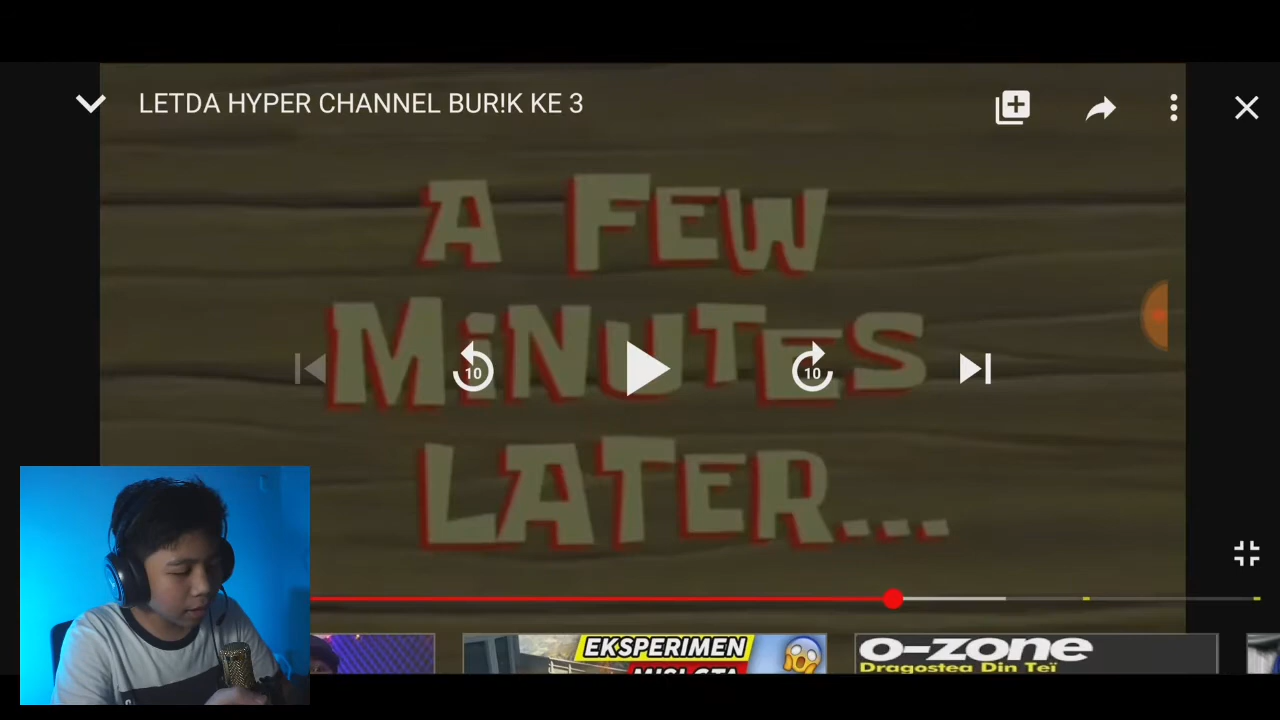 LETDA HYPER CHANNEL BUR!K KE 3
A FEW
MiNUTES
LATER...
10
10
EKSPERIMEN
o-zone
Dragostea Din Teï